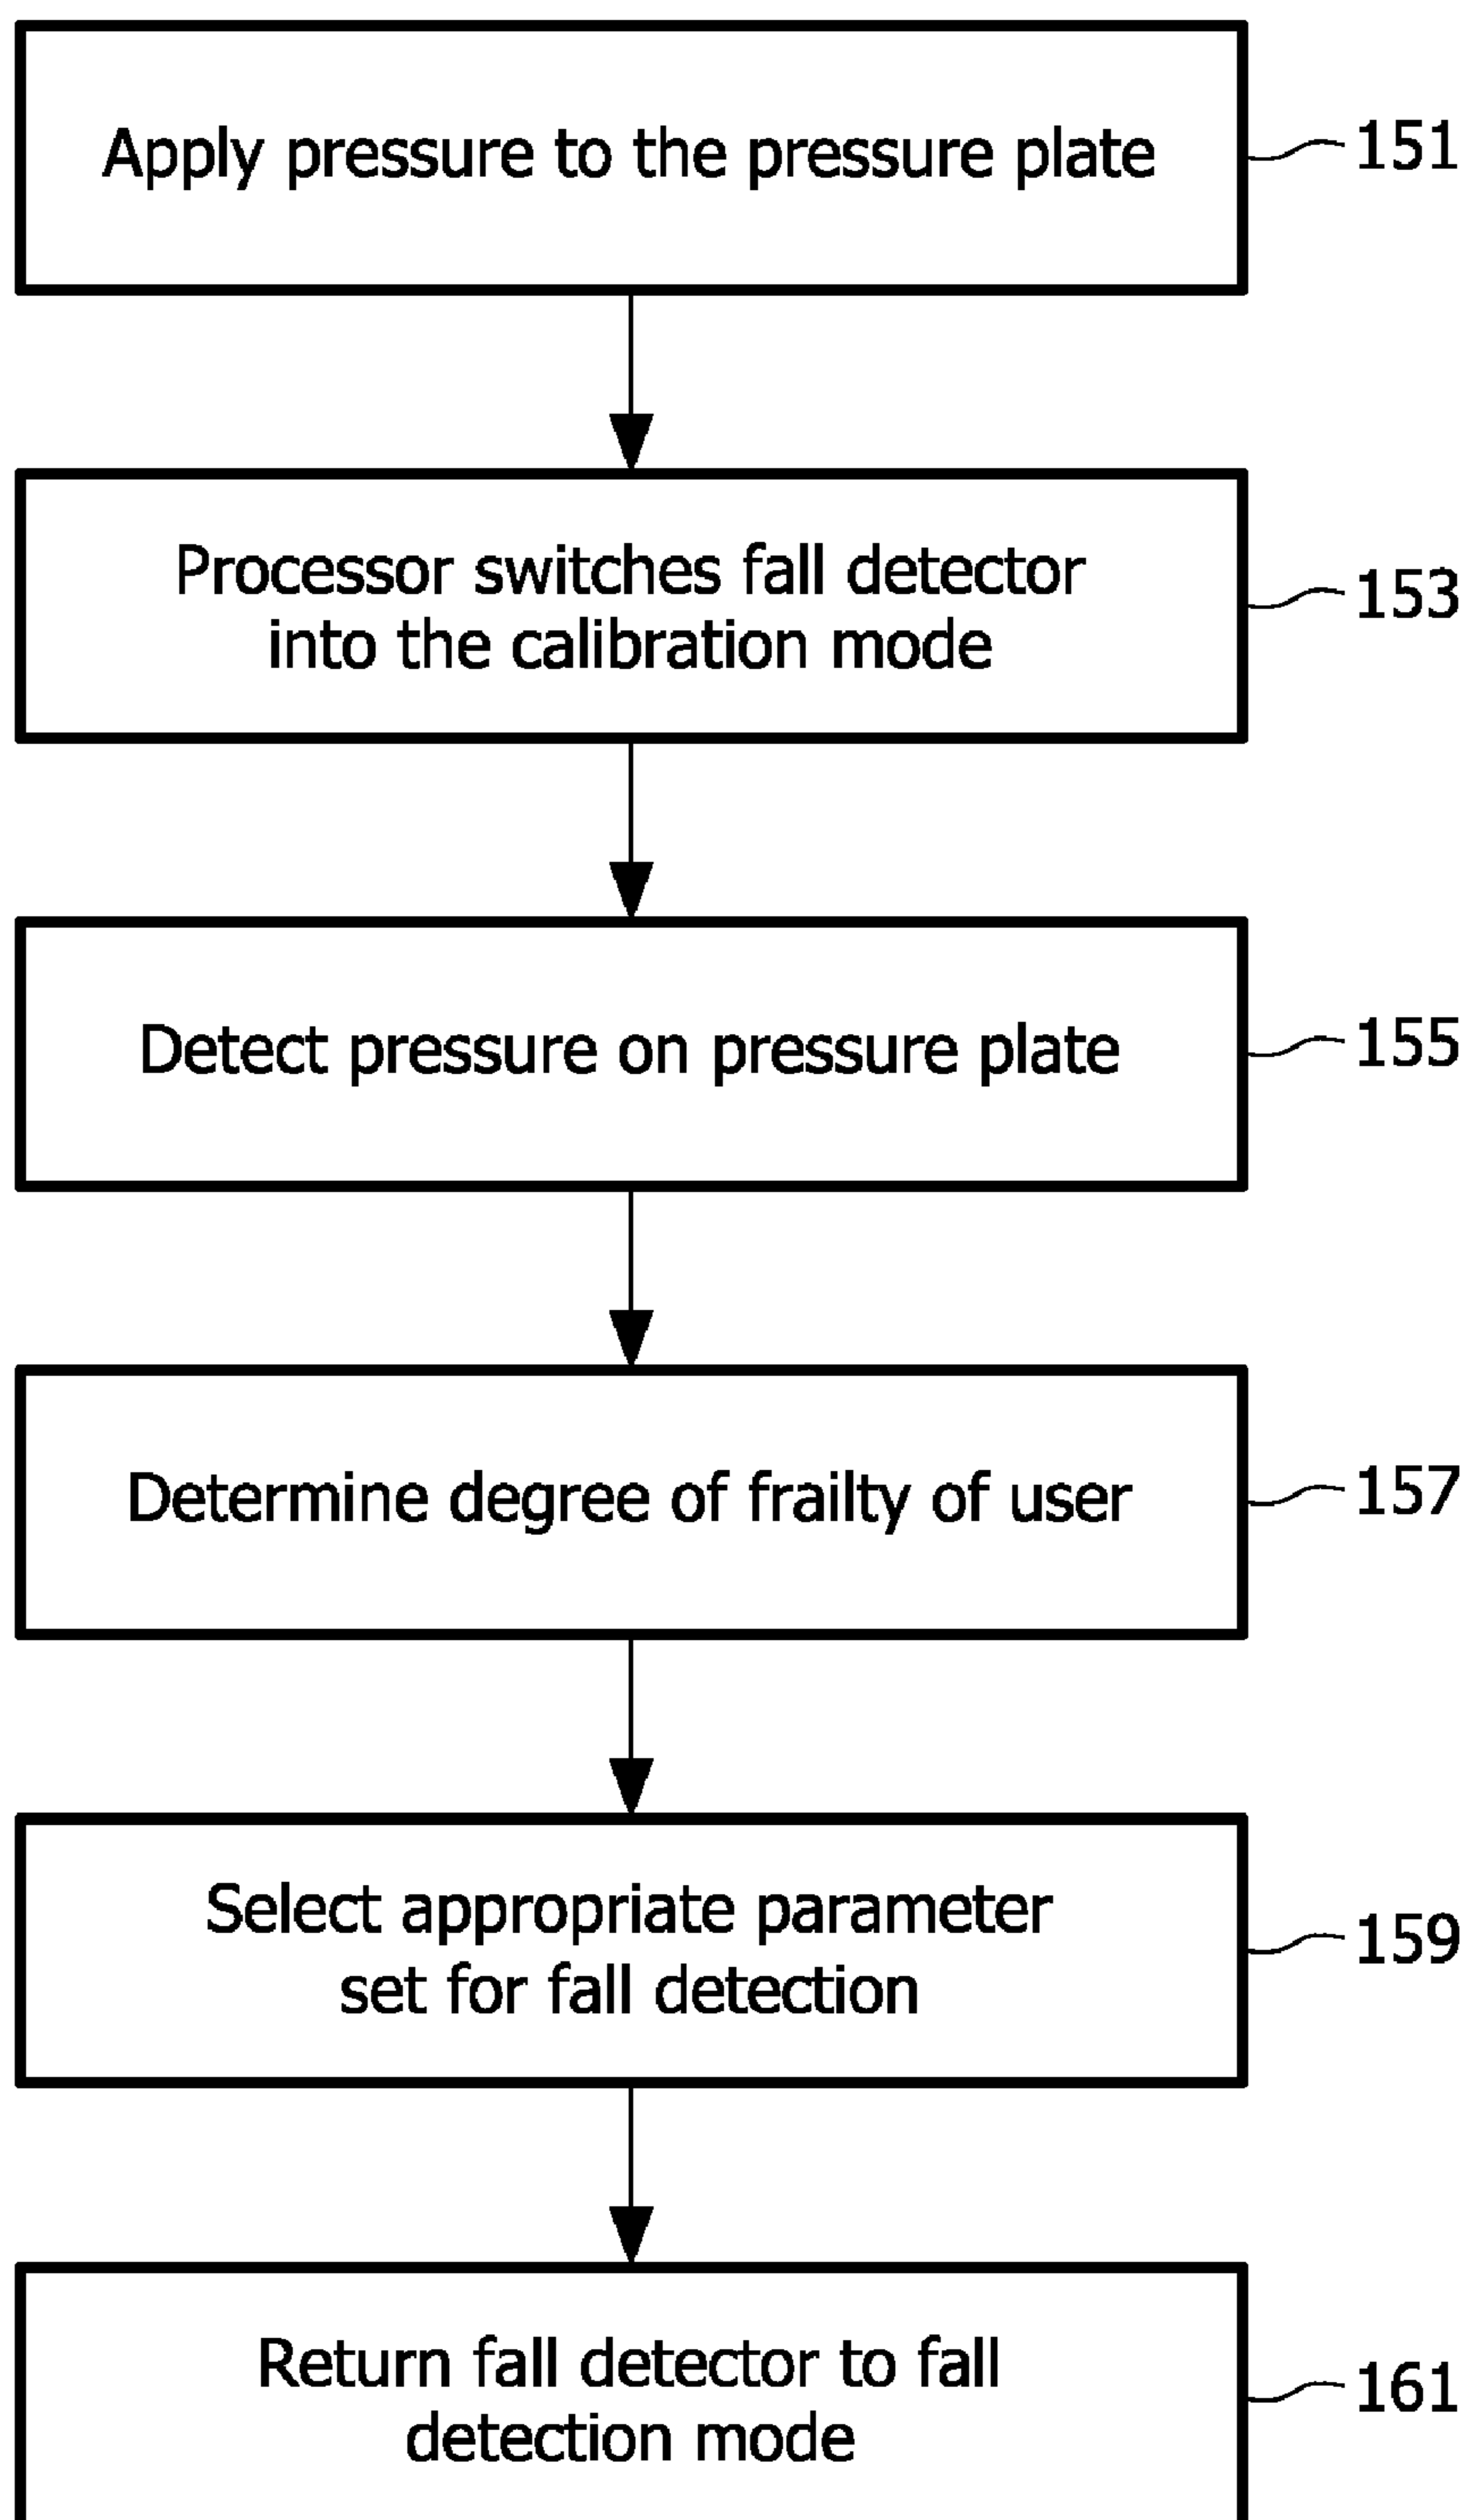 Apply pressure to the pressure plate
151
Processor switches fall detector
into the calibration mode
153
Detect pressure on pressure plate
155
Determine degree of frailty of user
157
Select appropriate parameter
set for fall detection
159
Return fall detector to fall
detection mode
161